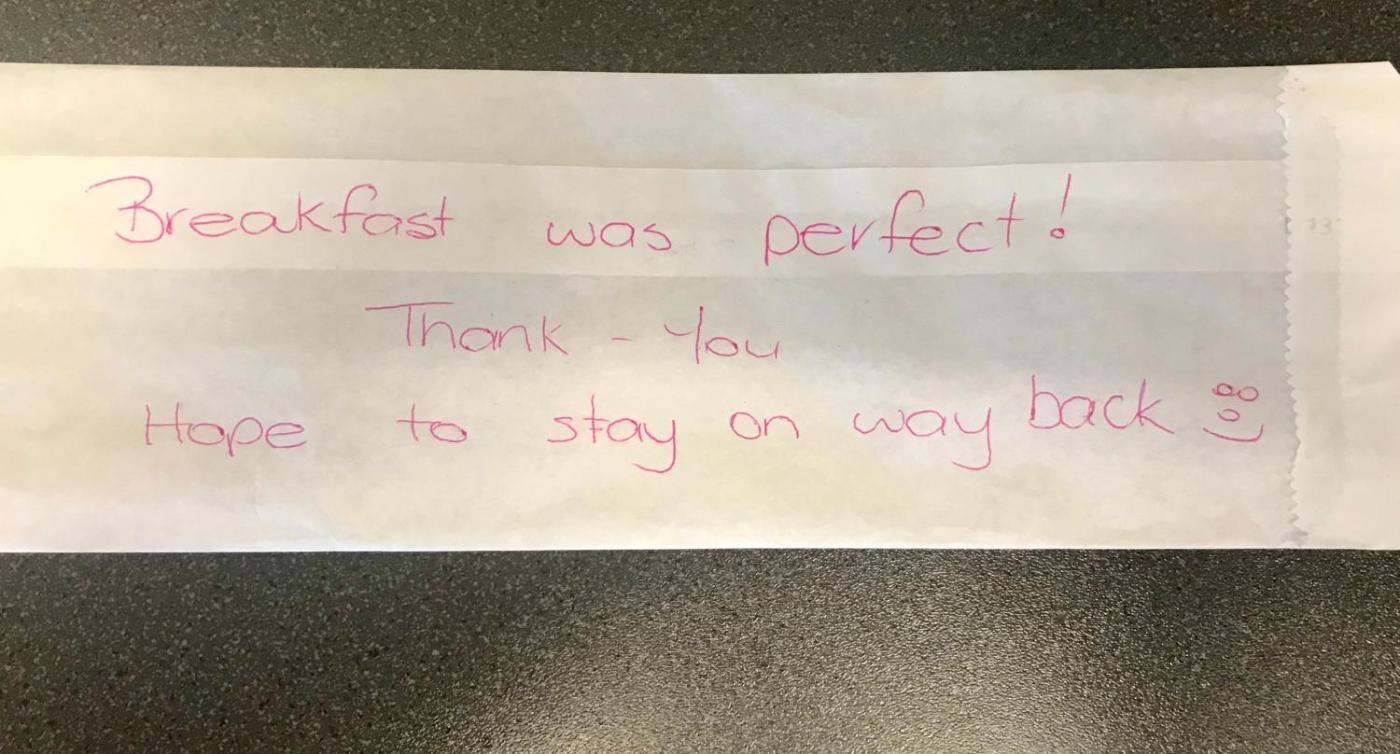 Breakfast was perfect!
Thank - You
Hope to stay on way back